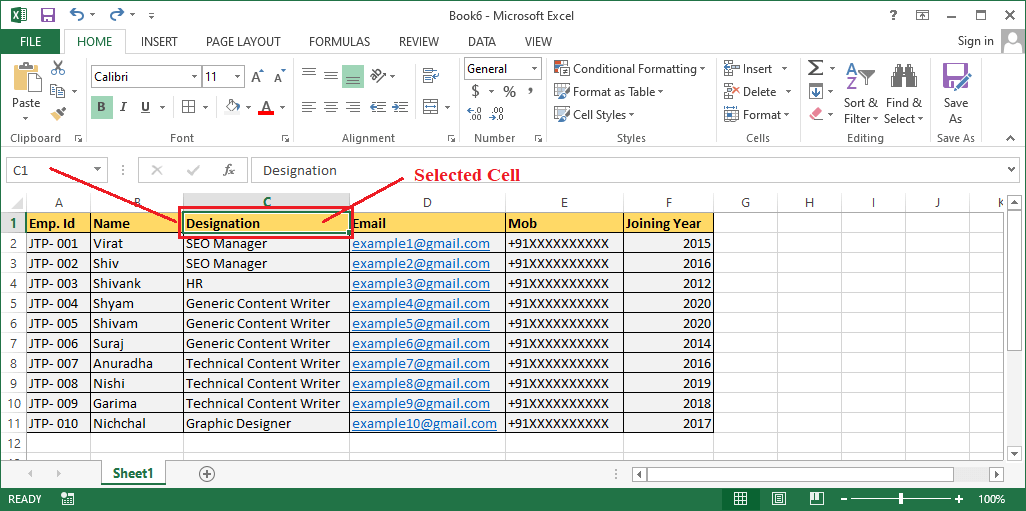 Book6 - Microsoft Excel
?
FILE HOME INSERT PAGE LAYOUT FORMULAS REVIEW DATA VIEW Sign in
Calibri 11 General Conditional Formatting Insert Σ A Z
Paste B I U A $ % , Format as Table Delete Sort & Find & Save
Filter Select As
←.0 .00 .00 →.0 Cell Styles Format
Clipboard Font Alignment Number Styles Cells Editing Save As
C1 fx Designation
Selected Cell
A B C D E F G H I J K
1 Emp. Id Name Designation Email Mob Joining Year
2 JTP- 001 Virat SEO Manager example1@gmail.com +91XXXXXXXXXX 2015
3 JTP- 002 Shiv SEO Manager example2@gmail.com +91XXXXXXXXXX 2016
4 JTP- 003 Shivank HR example3@gmail.com +91XXXXXXXXXX 2012
5 JTP- 004 Shyam Generic Content Writer example4@gmail.com +91XXXXXXXXXX 2020
6 JTP- 005 Shivam Generic Content Writer example5@gmail.com +91XXXXXXXXXX 2020
7 JTP- 006 Suraj Generic Content Writer example6@gmail.com +91XXXXXXXXXX 2014
8 JTP- 007 Anuradha Technical Content Writer example7@gmail.com +91XXXXXXXXXX 2016
9 JTP- 008 Nishi Technical Content Writer example8@gmail.com +91XXXXXXXXXX 2019
10 JTP- 009 Garima Technical Content Writer example9@gmail.com +91XXXXXXXXXX 2018
11 JTP- 010 Nichchal Graphic Designer example10@gmail.com +91XXXXXXXXXX 2017
12
Sheet1
READY 100%